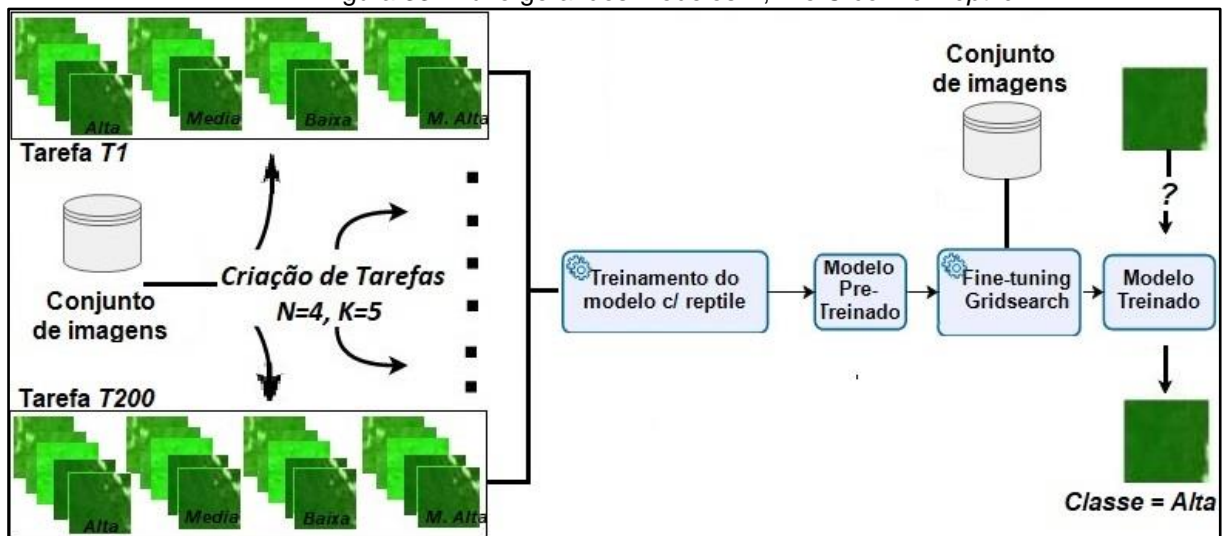 Alta Media Baixa M. Alta
Tarefa T1
Conjunto
de imagens
Criação de Tarefas
N=4, K=5
Tarefa T200
Alta Media Baixa M. Alta
Treinamento do
modelo c/ reptile
Modelo
Pre-
Treinado
Conjunto
de imagens
Fine-tuning
Gridsearch
?
Modelo
Treinado
Classe = Alta